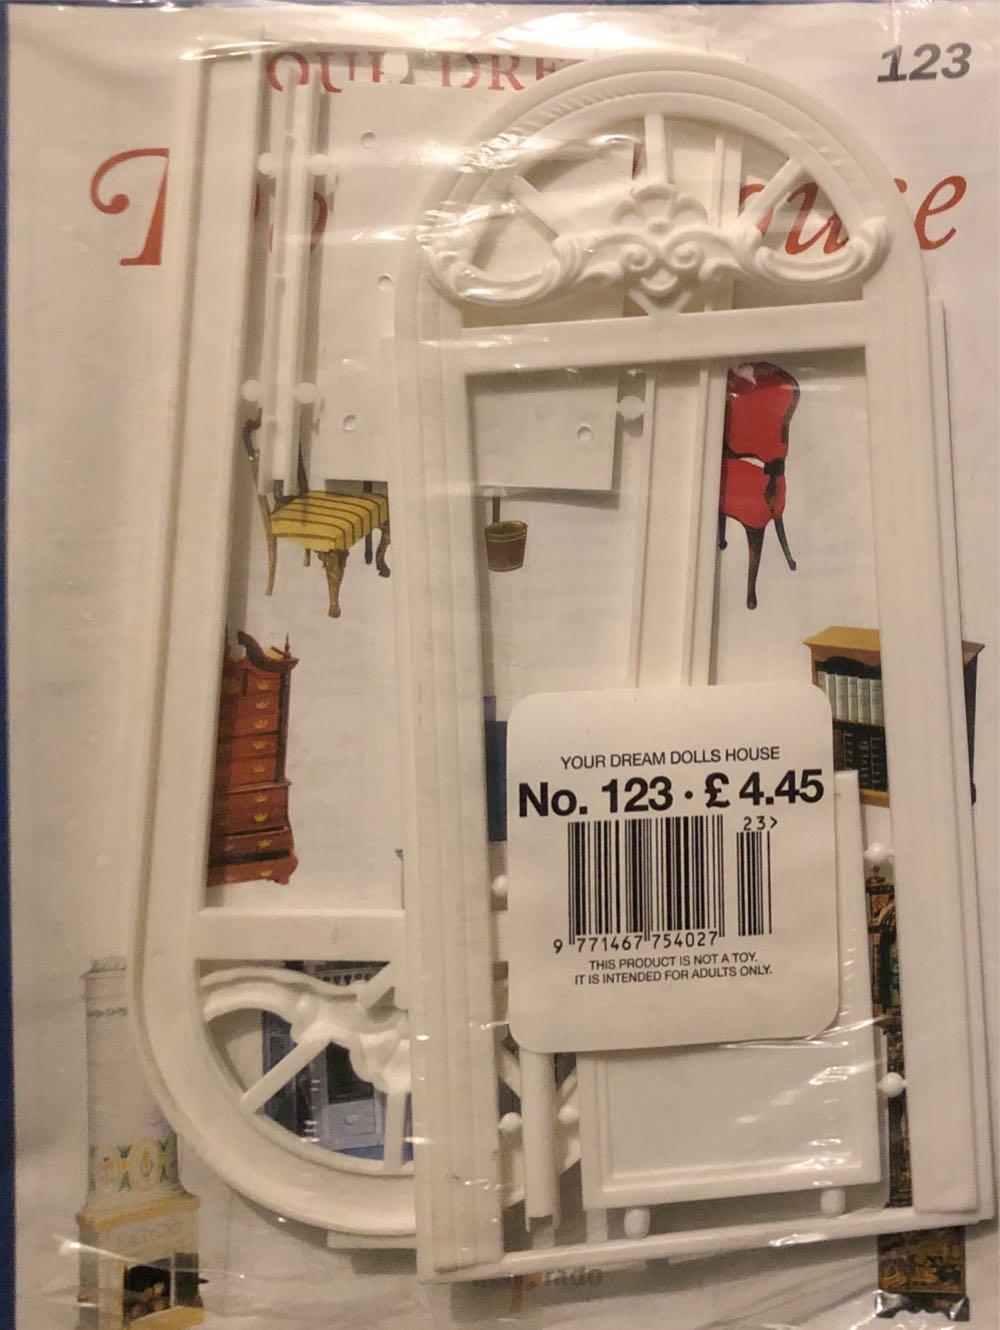 123
YOUR DREAM DOLLS HOUSE
No. 123 · £ 4.45
23>
9 771467 754027
THIS PRODUCT IS NOT A TOY.
IT IS INTENDED FOR ADULTS ONLY.